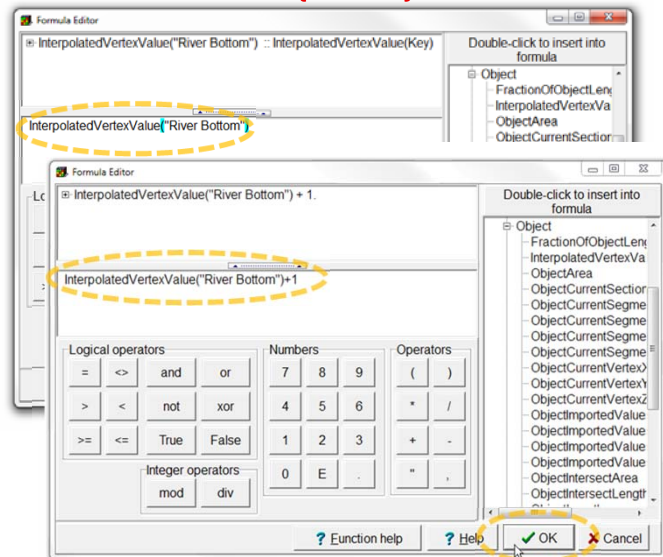 Formula Editor
InterpolatedVertexValue("River Bottom") :: InterpolatedVertexValue(Key)
Double-click to insert into
formula
Object
FractionOfObjectLeng
InterpolatedVertexVa
ObjectArea
ObjectCurrentSection
InterpolatedVertexValue("River Bottom")
Lo
Formula Editor
InterpolatedVertexValue("River Bottom") + 1.
Double-click to insert into
formula
Object
FractionOfObjectLeng
InterpolatedVertexVa
ObjectArea
ObjectCurrentSection
ObjectCurrentSegme
ObjectCurrentSegme
ObjectCurrentSegme
ObjectCurrentSegme
ObjectCurrentVertexX
ObjectCurrentVertexY
ObjectCurrentVertexZ
ObjectImportedValue
ObjectImportedValue
ObjectImportedValue
ObjectImportedValue
ObjectIntersectArea
ObjectIntersectLength
InterpolatedVertexValue("River Bottom")+1
Logical operators Numbers Operators
= <> and or 7 8 9 ( )
> < not xor 4 5 6 * /
>= <= True False 1 2 3 + -
Integer operators
mod div 0 E . " ,
? Function help ? Help OK Cancel